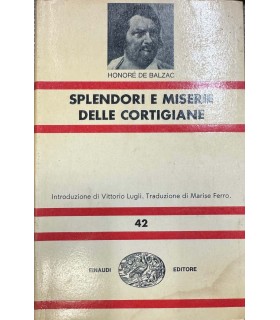 HONORÉ DE BALZAC
SPLENDORI E MISERIE
DELLE CORTIGIANE
Introduzione di Vittorio Lugli. Traduzione di Marise Ferro.
42
EINAUDI EDITORE